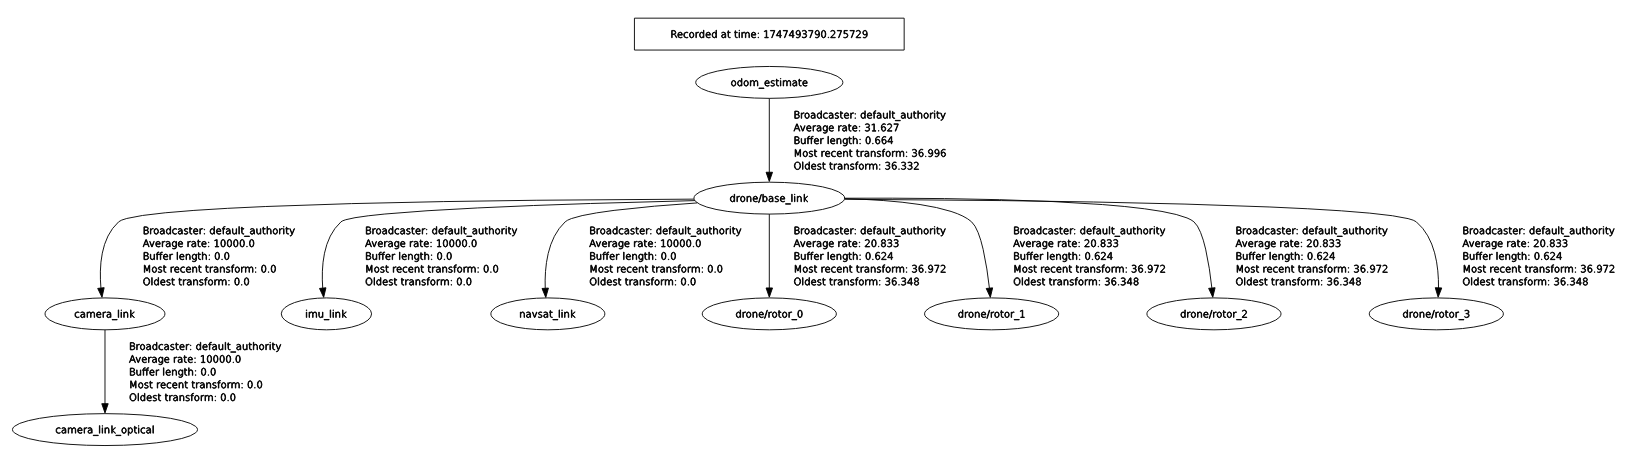 Recorded at time: 1747493790.275729
odom_estimate
Broadcaster: default_authority
Average rate: 31.627
Buffer length: 0.664
Most recent transform: 36.996
Oldest transform: 36.332
drone/base_link
Broadcaster: default_authority
Average rate: 10000.0
Buffer length: 0.0
Most recent transform: 0.0
Oldest transform: 0.0
Broadcaster: default_authority
Average rate: 10000.0
Buffer length: 0.0
Most recent transform: 0.0
Oldest transform: 0.0
Broadcaster: default_authority
Average rate: 10000.0
Buffer length: 0.0
Most recent transform: 0.0
Oldest transform: 0.0
Broadcaster: default_authority
Average rate: 20.833
Buffer length: 0.624
Most recent transform: 36.972
Oldest transform: 36.348
Broadcaster: default_authority
Average rate: 20.833
Buffer length: 0.624
Most recent transform: 36.972
Oldest transform: 36.348
Broadcaster: default_authority
Average rate: 20.833
Buffer length: 0.624
Most recent transform: 36.972
Oldest transform: 36.348
Broadcaster: default_authority
Average rate: 20.833
Buffer length: 0.624
Most recent transform: 36.972
Oldest transform: 36.348
camera_link
imu_link
navsat_link
drone/rotor_0
drone/rotor_1
drone/rotor_2
drone/rotor_3
Broadcaster: default_authority
Average rate: 10000.0
Buffer length: 0.0
Most recent transform: 0.0
Oldest transform: 0.0
camera_link_optical